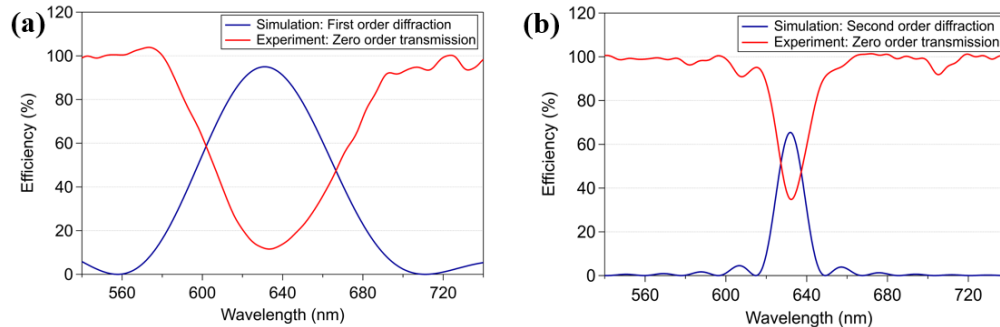 (a)
Simulation: First order diffraction
Experiment: Zero order transmission
120
100
80
60
40
20
0
Efficiency (%)
560 600 640 680 720
Wavelength (nm)
(b)
Simulation: Second order diffraction
Experiment: Zero order transmission
120
100
80
60
40
20
0
Efficiency (%)
560 600 640 680 720
Wavelength (nm)